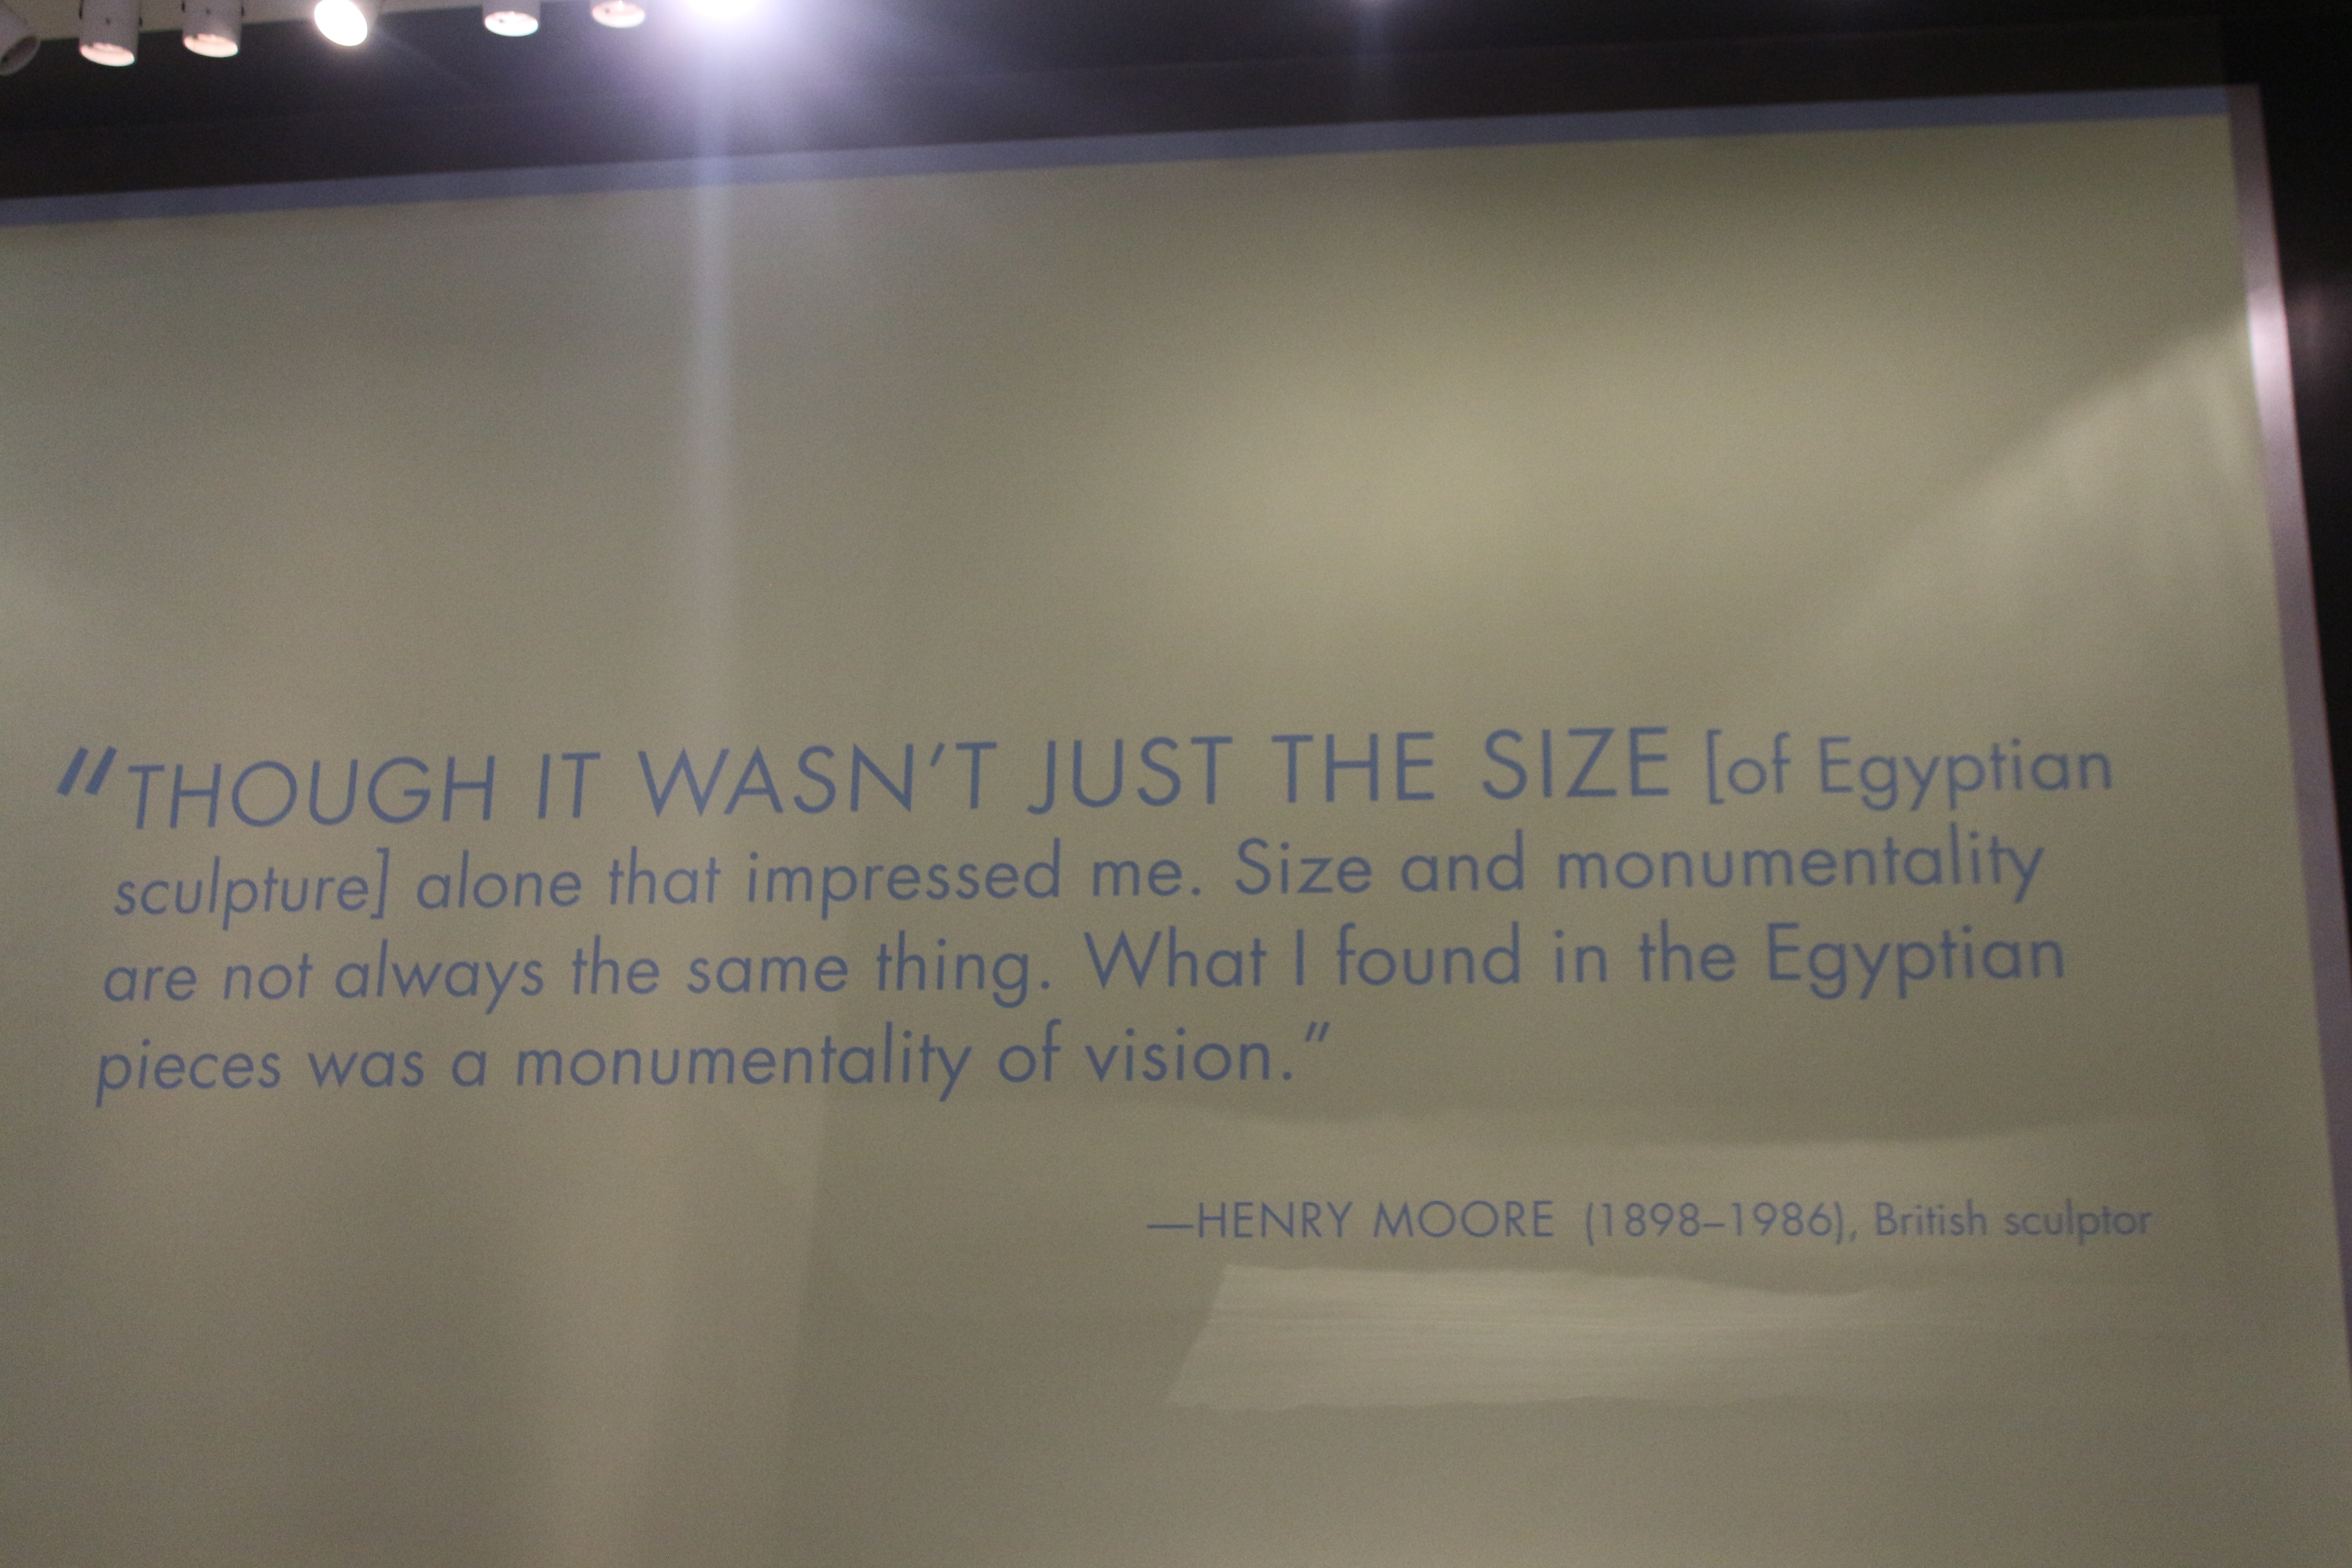 “THOUGH IT WASN’T JUST THE SIZE [of Egyptian
sculpture] alone that impressed me. Size and monumentality
are not always the same thing. What I found in the Egyptian
pieces was a monumentality of vision.”
—HENRY MOORE (1898–1986), British sculptor